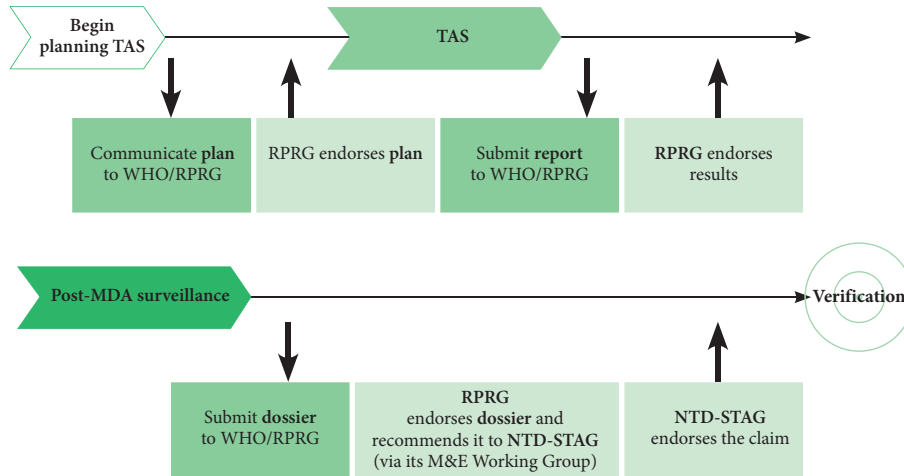 Begin
planning TAS
TAS
Communicate plan
to WHO/RPRG
RPRG endorses plan
Submit report
to WHO/RPRG
RPRG endorses
results
Post-MDA surveillance
Verification
Submit dossier
to WHO/RPRG
RPRG
endorses dossier and
recommends it to NTD-STAG
(via its M&E Working Group)
NTD-STAG
endorses the claim